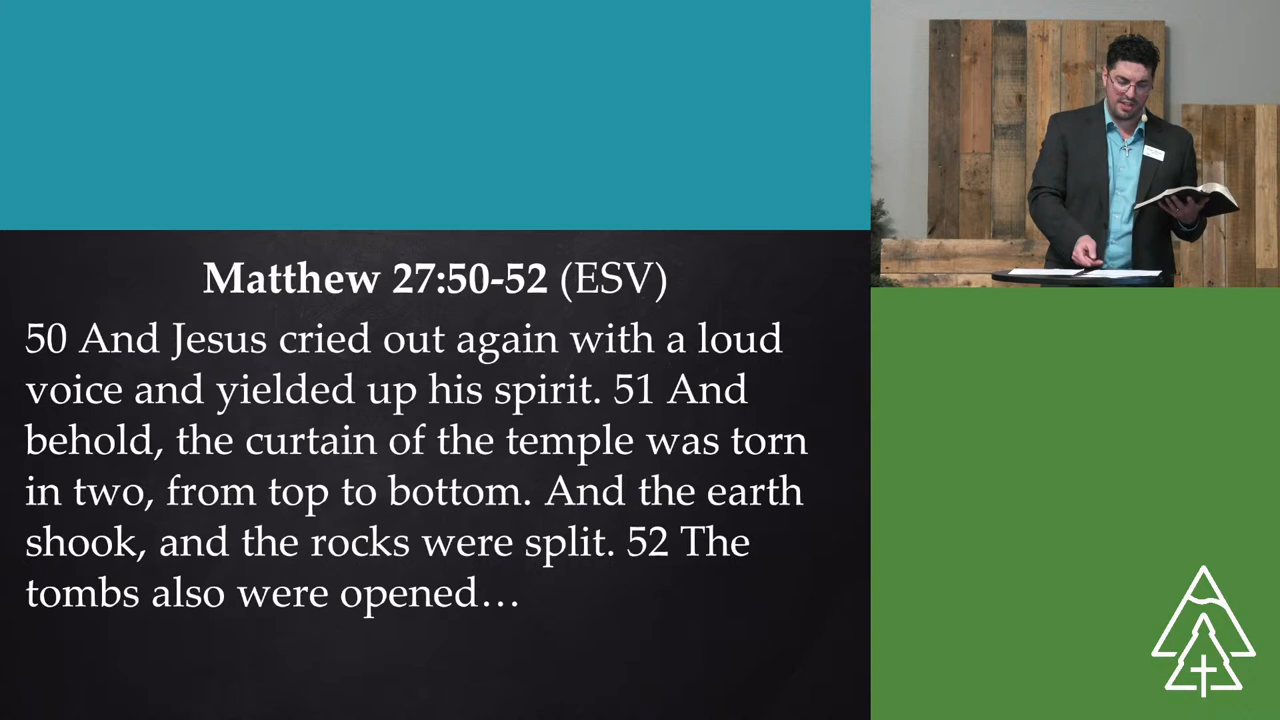 Matthew 27:50-52 (ESV)
50 And Jesus cried out again with a loud
voice and yielded up his spirit. 51 And
behold, the curtain of the temple was torn
in two, from top to bottom. And the earth
shook, and the rocks were split. 52 The
tombs also were opened…